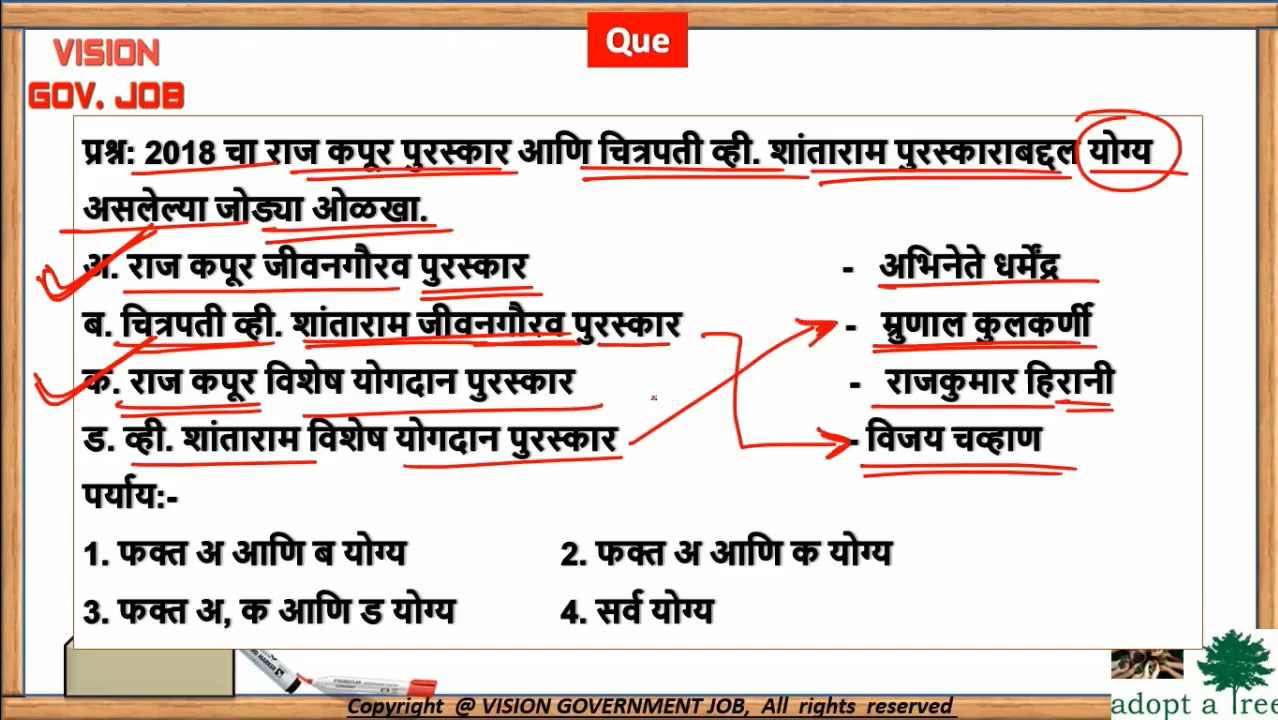 Que
VISION
GOV. JOB
प्रश्न: 2018 चा राज कपूर पुरस्कार आणि चित्रपती व्ही. शांताराम पुरस्काराबद्दल योग्य
असलेल्या जोड्या ओळखा.
अ. राज कपूर जीवनगौरव पुरस्कार - अभिनेते धर्मेंद्र
ब. चित्रपती व्ही. शांताराम जीवनगौरव पुरस्कार - म्रुणाल कुलकर्णी
क. राज कपूर विशेष योगदान पुरस्कार - राजकुमार हिरानी
ड. व्ही. शांताराम विशेष योगदान पुरस्कार - विजय चव्हाण
पर्याय:-
1. फक्त अ आणि ब योग्य 2. फक्त अ आणि क योग्य
3. फक्त अ, क आणि ड योग्य 4. सर्व योग्य
Copyright @ VISION GOVERNMENT JOB, All rights reserved
adopt a Tree